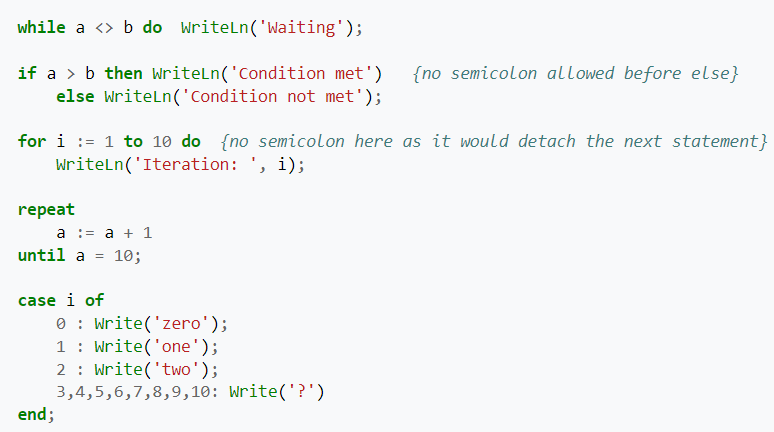 while a <> b do  WriteLn('Waiting');
if a > b then WriteLn('Condition met')   {no semicolon allowed before else}
    else WriteLn('Condition not met');
for i := 1 to 10 do  {no semicolon here as it would detach the next statement}
    WriteLn('Iteration: ', i);
repeat
    a := a + 1
until a = 10;
case i of
    0 : Write('zero');
    1 : Write('one');
    2 : Write('two');
    3,4,5,6,7,8,9,10: Write('?')
end;